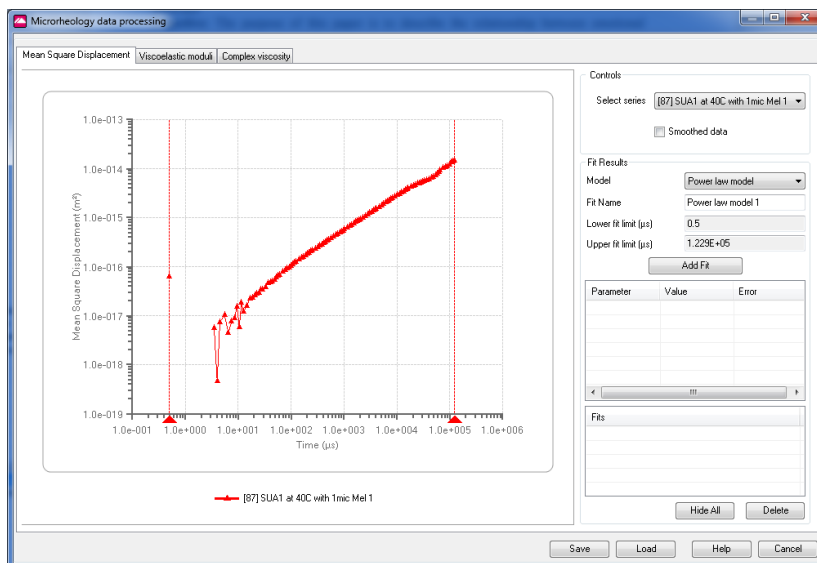 Microrheology data processing
Mean Square Displacement
Viscoelastic moduli
Complex viscosity
Mean Square Displacement (m²)
1.0e-013
1.0e-014
1.0e-015
1.0e-016
1.0e-017
1.0e-018
1.0e-019
1.0e-001
1.0e+000
1.0e+001
1.0e+002
1.0e+003
1.0e+004
1.0e+005
1.0e+006
Time (µs)
[87] SUA1 at 40C with 1mic Mel 1
Controls
Select series
[87] SUA1 at 40C with 1mic Mel 1
Smoothed data
Fit Results
Model
Power law model
Fit Name
Power law model 1
Lower fit limit (µs)
0.5
Upper fit limit (µs)
1.229E+05
Add Fit
Parameter
Value
Error
Fits
Hide All
Delete
Save
Load
Help
Cancel